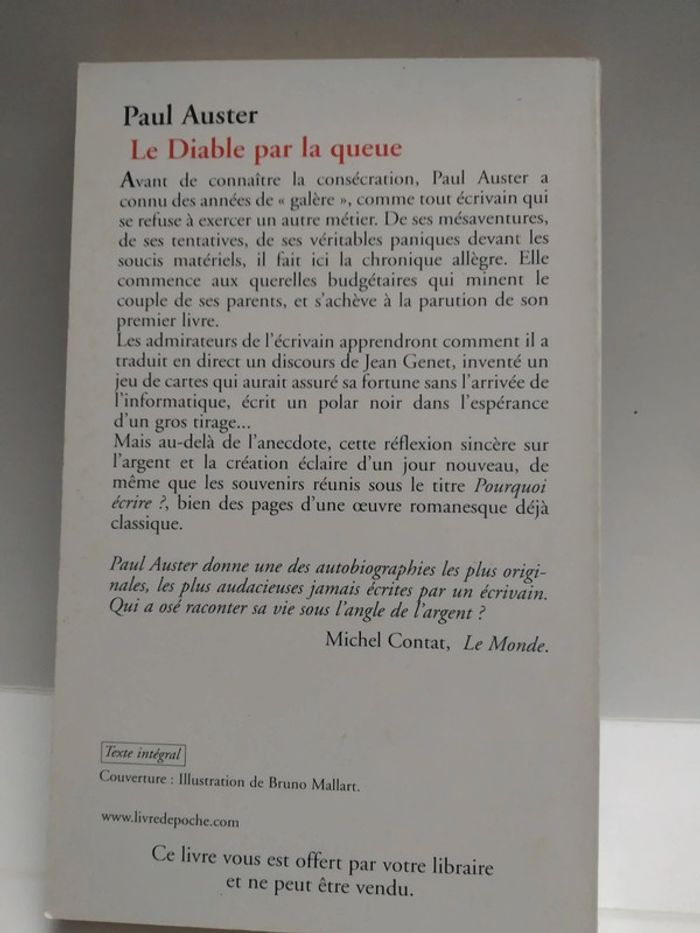 Paul Auster
Le Diable par la queue
Avant de connaître la consécration, Paul Auster a
connu des années de « galère », comme tout écrivain qui
se refuse à exercer un autre métier. De ses mésaventures,
de ses tentatives, de ses véritables paniques devant les
soucis matériels, il fait ici la chronique allègre. Elle
commence aux querelles budgétaires qui minent le
couple de ses parents, et s'achève à la parution de son
premier livre.
Les admirateurs de l'écrivain apprendront comment il a
traduit en direct un discours de Jean Genet, inventé un
jeu de cartes qui aurait assuré sa fortune sans l'arrivée de
l'informatique, écrit un polar noir dans l'espérance
d'un gros tirage...
Mais au-delà de l'anecdote, cette réflexion sincère sur
l'argent et la création éclaire d'un jour nouveau, de
même que les souvenirs réunis sous le titre Pourquoi
écrire ?, bien des pages d'une œuvre romanesque déjà
classique.
Paul Auster donne une des autobiographies les plus origi-
nales, les plus audacieuses jamais écrites par un écrivain.
Qui a osé raconter sa vie sous l'angle de l'argent ?
Michel Contat, Le Monde.
Texte intégral
Couverture : Illustration de Bruno Mallart.
www.livredepoche.com
Ce livre vous est offert par votre libraire
et ne peut être vendu.